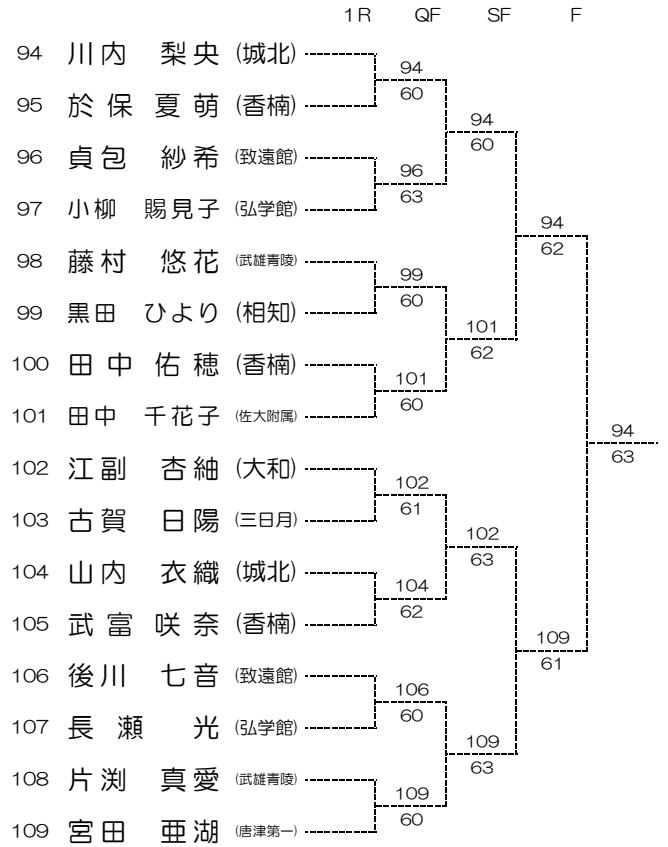 1R QF SF F
94 川内 梨央 (城北)
94
95 於保 夏萌 (香楠)
60
94
96 貞包 紗希 (致遠館)
60
96
97 小柳 賜見子 (弘学館)
63
94
98 藤村 悠花 (武雄青陵)
62
99
99 黒田 ひより (相知)
60
101
100 田中 佑穂 (香楠)
62
101
101 田中 千花子 (佐大附属)
60
94
102 江副 杏紬 (大和)
63
102
103 古賀 日陽 (三日月)
61
102
104 山内 衣織 (城北)
63
104
105 武富 咲奈 (香楠)
62
109
106 後川 七音 (致遠館)
61
106
107 長瀬 光 (弘学館)
60
109
108 片渕 真愛 (武雄青陵)
63
109
109 宮田 亜湖 (唐津第一)
60